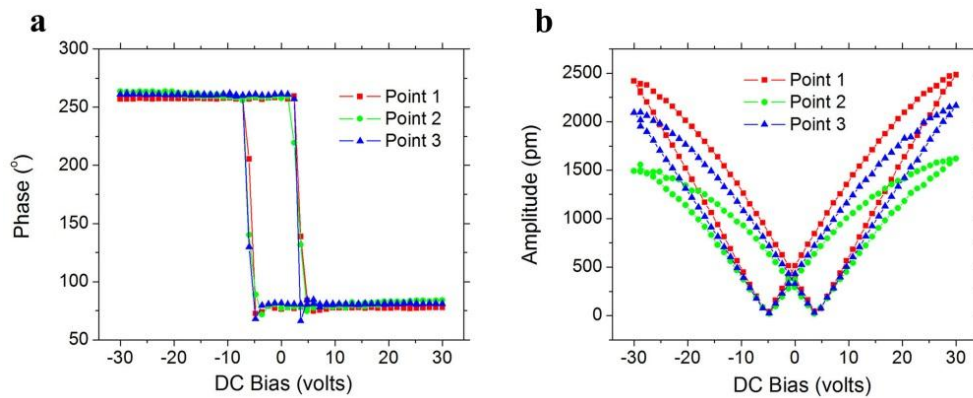 a
300
250
200
150
100
50
Phase (°)
Point 1
Point 2
Point 3
-30 -20 -10 0 10 20 30
DC Bias (volts)
b
2500
2000
1500
1000
500
0
Amplitude (pm)
Point 1
Point 2
Point 3
-30 -20 -10 0 10 20 30
DC Bias (volts)